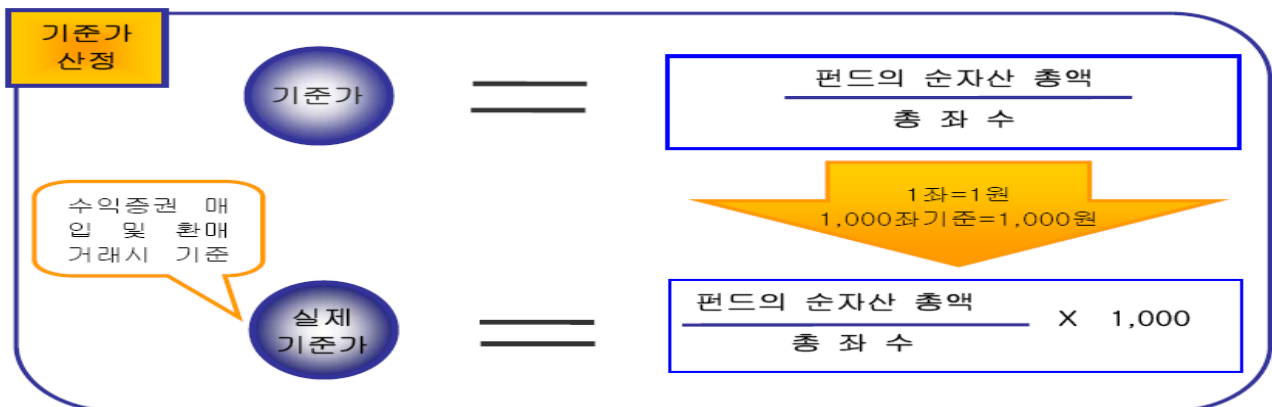 기준가
산정
기준가
펀드의 순자산 총액
총 좌 수
수익증권 매
입 및 환매
거래시 기준
1좌=1원
1,000좌기준=1,000원
실제
기준가
펀드의 순자산 총액
총 좌 수
X 1,000